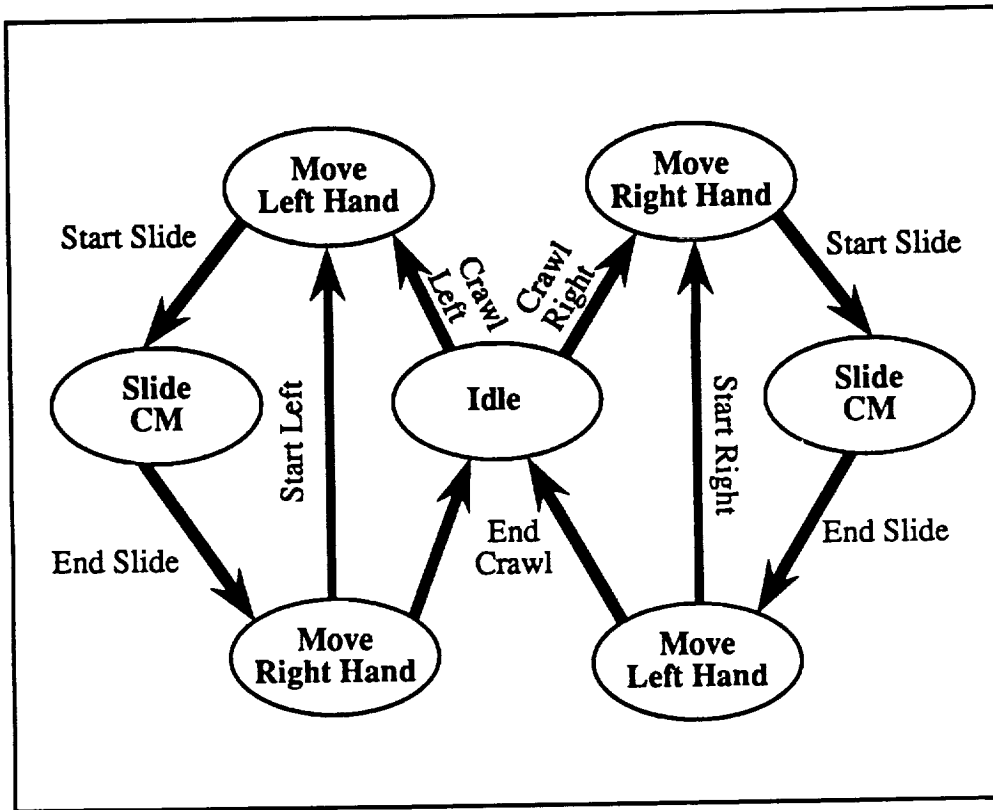 Move
Left Hand
Move
Right Hand
Start Slide
Start Slide
Crawl
Left
Crawl
Right
Slide
CM
Idle
Slide
CM
Start Left
Start Right
End Slide
End
Crawl
End Slide
Move
Right Hand
Move
Left Hand